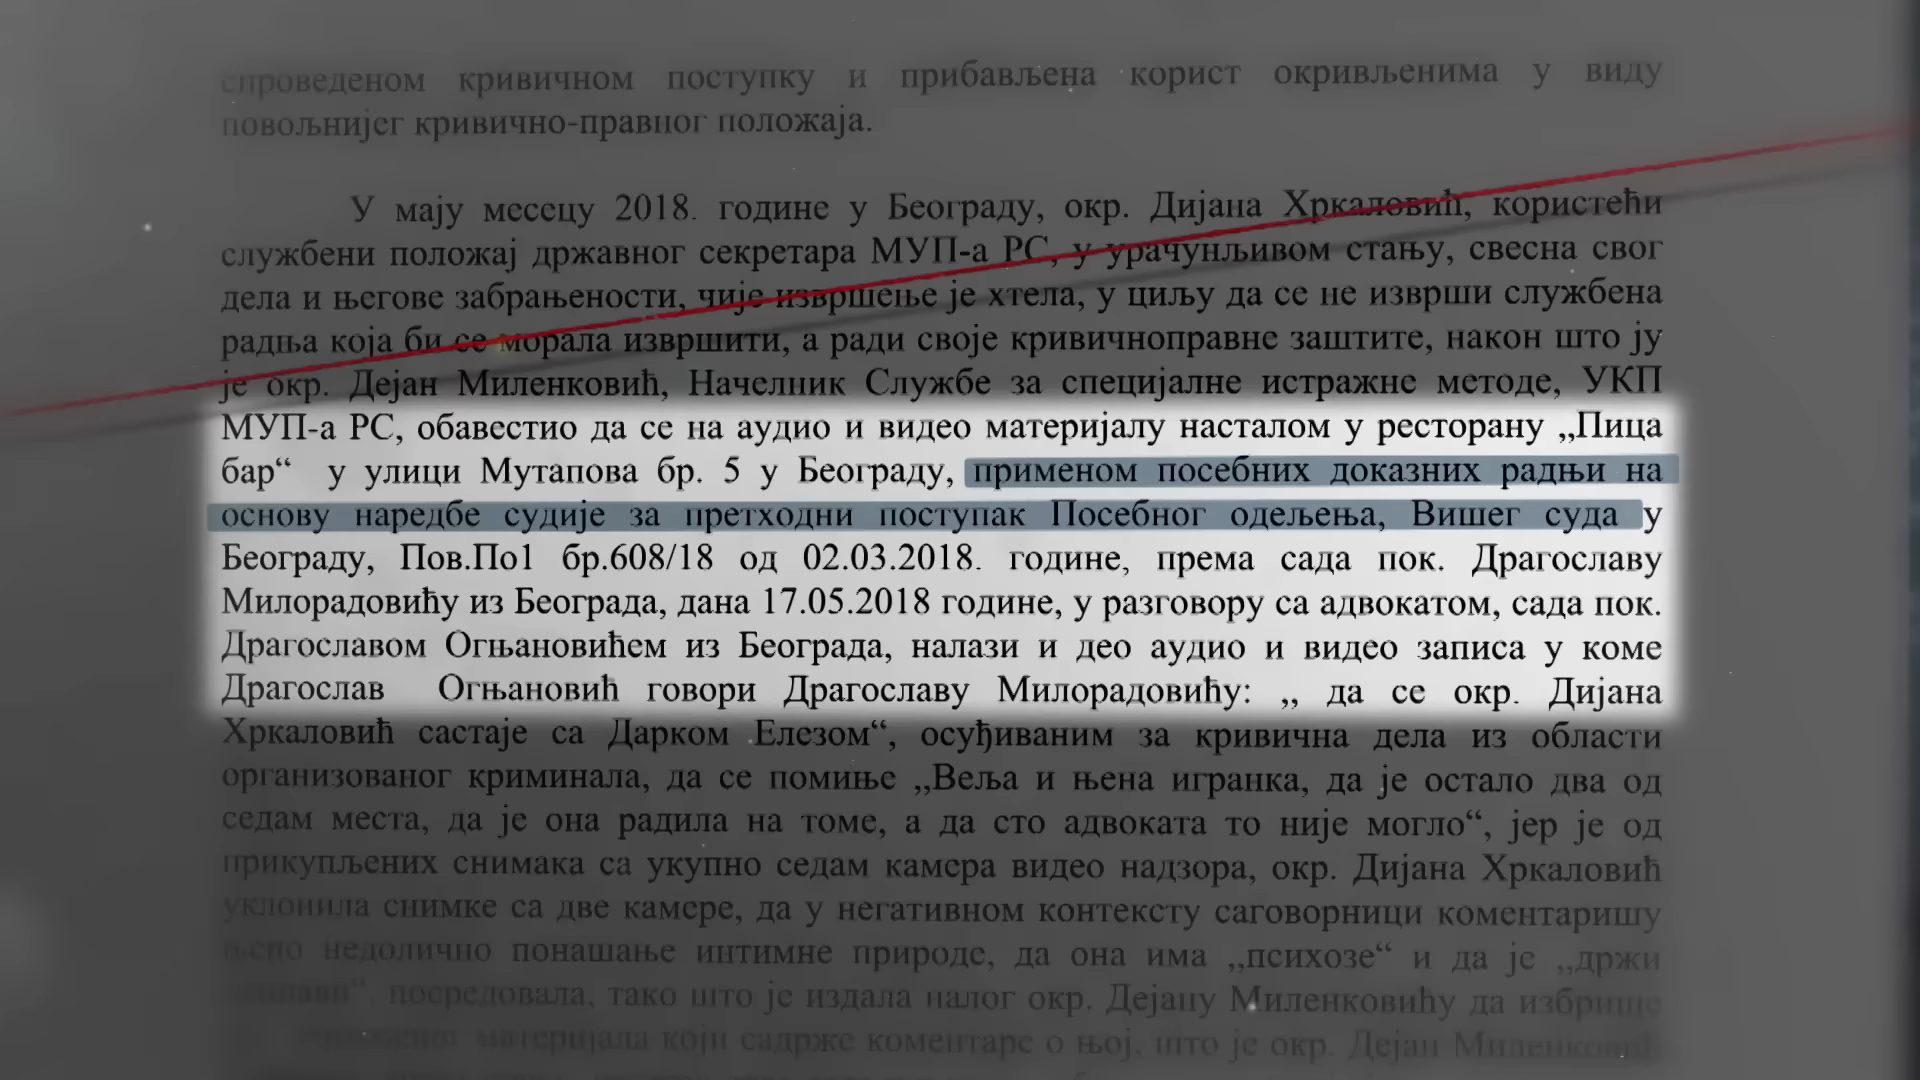 спроведеном кривичном поступку и прибављена корист окривљенима у виду
повољнијег кривично-правног положаја.
У мају месецу 2018. године у Београду, окр. Дијана Хркаловић, користећи
службени положај државног секретара МУП-а РС, у урачунљивом стању, свесна свог
дела и његове забрањености, чије извршење је хтела, у циљу да се не изврши службена
радња која би се морала извршити, а ради своје кривичноправне заштите, након што ју
је окр. Дејан Миленковић, Начелник Службе за специјалне истражне методе, УКП
МУП-а РС, обавестио да се на аудио и видео материјалу насталом у ресторану ,,Пица
бар“ у улици Мутапова бр. 5 у Београду, применом посебних доказних радњи на
основу наредбе судије за претходни поступак Посебног одељења, Вишег суда у
Београду, Пов.По1 бр.608/18 од 02.03.2018. године, према сада пок. Драгославу
Милорадовићу из Београда, дана 17.05.2018 године, у разговору са адвокатом, сада пок.
Драгославом Огњановићем из Београда, налази и део аудио и видео записа у коме
Драгослав Огњановић говори Драгославу Милорадовићу: ,, да се окр. Дијана
Хркаловић састаје са Дарком Елезом“, осуђиваним за кривична дела из области
организованог криминала, да се помиње ,,Веља и њена игранка, да је остало два од
седам места, да је она радила на томе, а да сто адвоката то није могло“, јер је од
прикупљених снимака са укупно седам камера видео надзора, окр. Дијана Хркаловић
уклонила снимке са две камере, да у негативном контексту саговорници коментаришу
њено недолично понашање интимне природе, да она има ,,психозе“ и да је ,,држи
посредовала, тако што је издала налог окр. Дејану Миленковићу да избрише
материјала који садрже коментаре о њој, што је окр. Дејан Миленковић